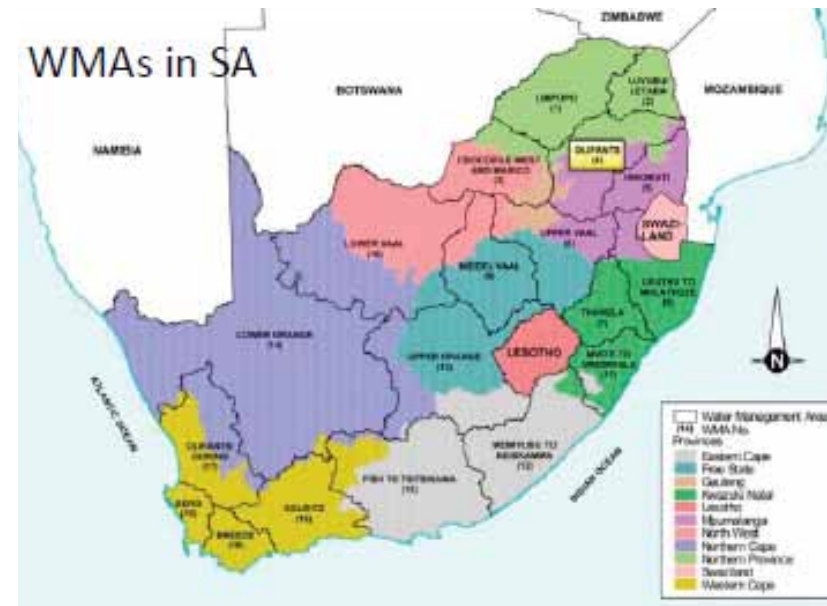 WMAs in SA
ZIMBABWE
BOTSWANA
MOZAMBIQUE
NAMIBIA
LIMPOPO
(1)
LUVUVHU
LETABA
(2)
OLIFANTS
(4)
CROCODILE WEST
AND MARICO
(3)
INKOMATI
(5)
SWAZI-
LAND
UPPER VAAL
(8)
LOWER VAAL
(10)
MIDDLE VAAL
(9)
USUTHU TO
MHLATHUZE
(6)
THUKELA
(7)
LOWER ORANGE
(14)
UPPER ORANGE
(13)
LESOTHO
MVOTI TO
UMZIMKULU
(11)
N
ATLANTIC OCEAN
INDIAN OCEAN
OLIFANTS
DOORN
(17)
MZIMVUBU TO
KEISKAMMA
(12)
FISH TO TSITSIKAMMA
(15)
GOURITZ
(16)
BERG
(19)
BREEDE
(18)
Water Management Area
(14) WMA No.
Provinces
Eastern Cape
Free State
Gauteng
Kwazulu Natal
Lesotho
Mpumalanga
North West
Northern Cape
Northern Province
Swaziland
Western Cape